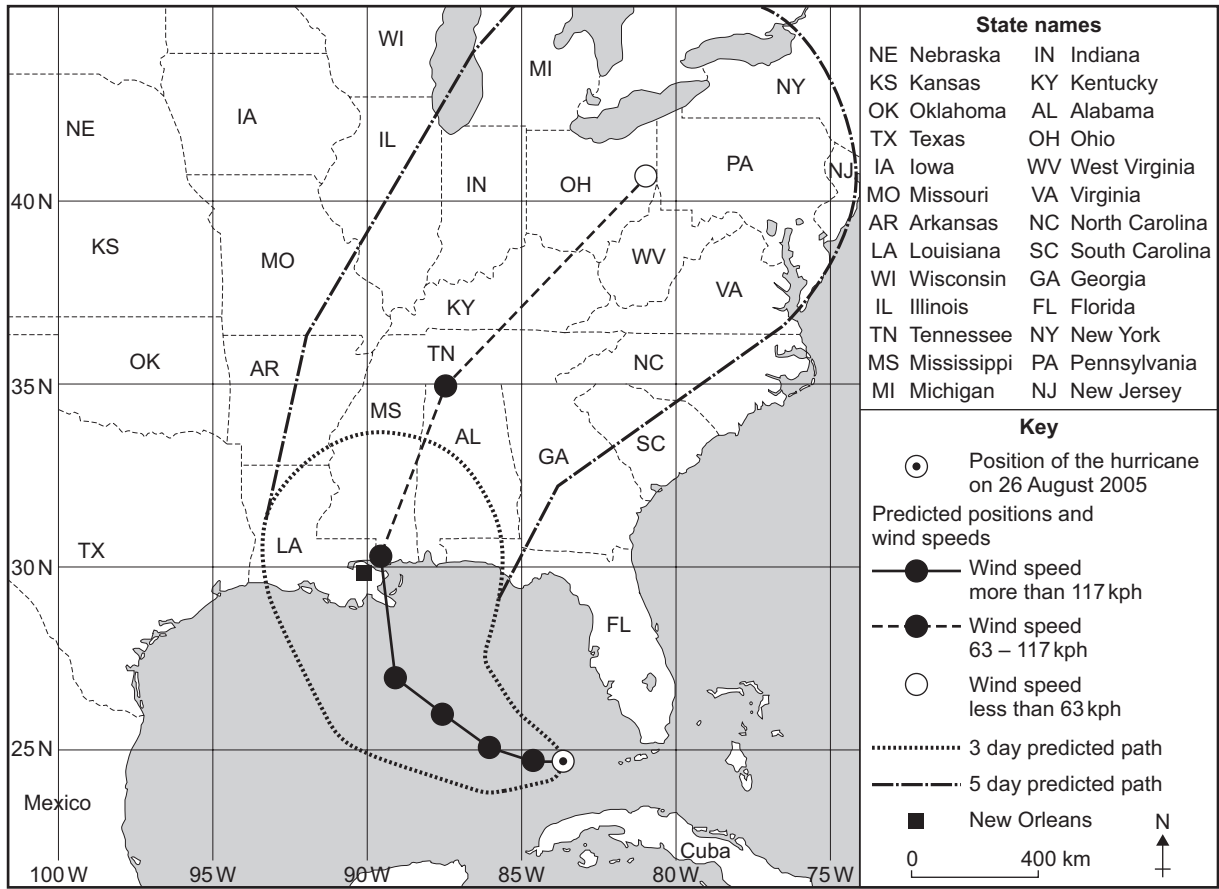 WI
MI
NY
NE
IA
IL
IN
OH
PA
NJ
40 N
KS
MO
WV
VA
KY
OK
AR
TN
NC
35 N
MS
AL
GA
SC
TX
LA
30 N
FL
25 N
Mexico
Cuba
100 W
95 W
90 W
85 W
80 W
75 W
State names
NE Nebraska IN Indiana
KS Kansas KY Kentucky
OK Oklahoma AL Alabama
TX Texas OH Ohio
IA Iowa WV West Virginia
MO Missouri VA Virginia
AR Arkansas NC North Carolina
LA Louisiana SC South Carolina
WI Wisconsin GA Georgia
IL Illinois FL Florida
TN Tennessee NY New York
MS Mississippi PA Pennsylvania
MI Michigan NJ New Jersey
Key
Position of the hurricane
on 26 August 2005
Predicted positions and
wind speeds
Wind speed
more than 117 kph
Wind speed
63 – 117 kph
Wind speed
less than 63 kph
3 day predicted path
5 day predicted path
New Orleans
N
0 400 km